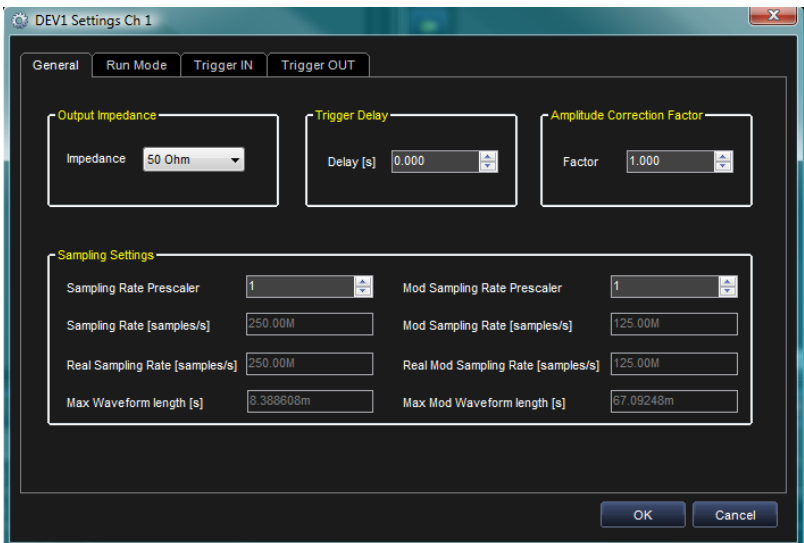 DEV1 Settings Ch 1
General Run Mode Trigger IN Trigger OUT
Output Impedance Trigger Delay Amplitude Correction Factor
Impedance 50 Ohm Delay [s] 0.000 Factor 1.000
Sampling Settings
Sampling Rate Prescaler 1 Mod Sampling Rate Prescaler 1
Sampling Rate [samples/s] 250.00M Mod Sampling Rate [samples/s] 125.00M
Real Sampling Rate [samples/s] 250.00M Real Mod Sampling Rate [samples/s] 125.00M
Max Waveform length [s] 8.388608m Max Mod Waveform length [s] 67.09248m
OK Cancel